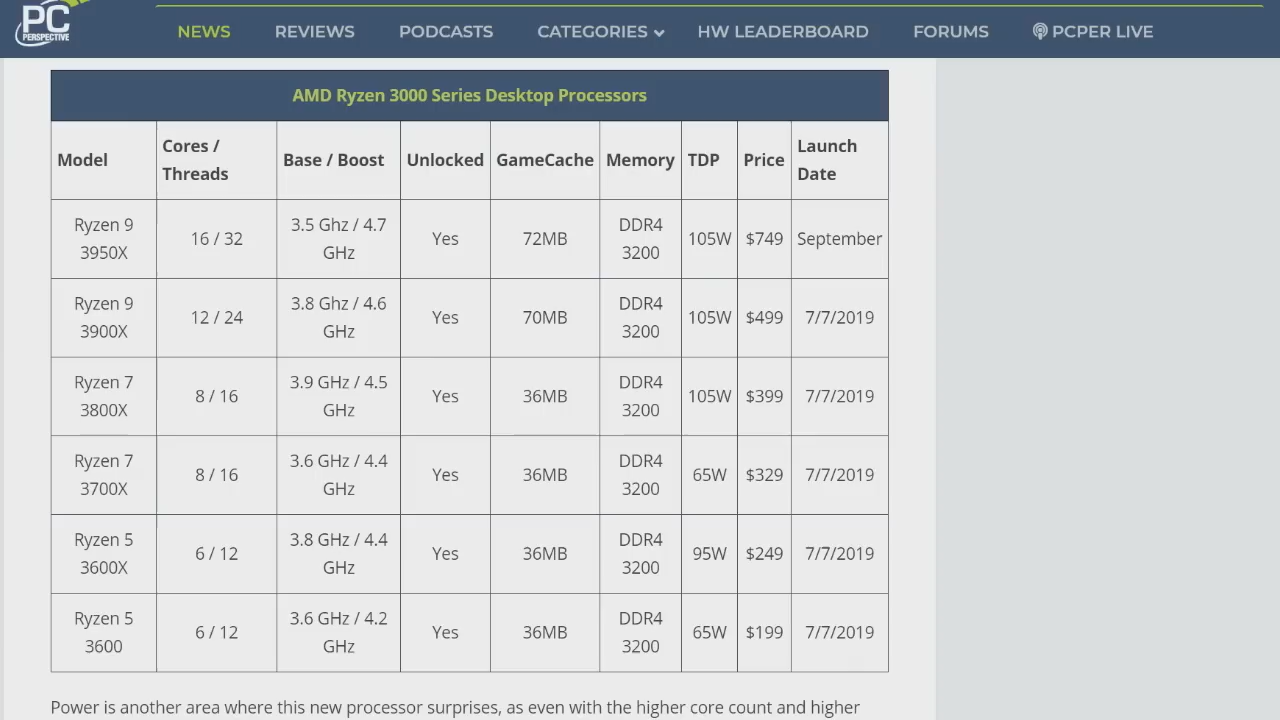 PC
PERSPECTIVE
NEWS REVIEWS PODCASTS CATEGORIES HW LEADERBOARD FORUMS PCPER LIVE
AMD Ryzen 3000 Series Desktop Processors
Model Cores / Threads Base / Boost Unlocked GameCache Memory TDP Price Launch Date
Ryzen 9 3950X 16 / 32 3.5 Ghz / 4.7 GHz Yes 72MB DDR4 3200 105W $749 September
Ryzen 9 3900X 12 / 24 3.8 Ghz / 4.6 GHz Yes 70MB DDR4 3200 105W $499 7/7/2019
Ryzen 7 3800X 8 / 16 3.9 GHz / 4.5 GHz Yes 36MB DDR4 3200 105W $399 7/7/2019
Ryzen 7 3700X 8 / 16 3.6 GHz / 4.4 GHz Yes 36MB DDR4 3200 65W $329 7/7/2019
Ryzen 5 3600X 6 / 12 3.8 GHz / 4.4 GHz Yes 36MB DDR4 3200 95W $249 7/7/2019
Ryzen 5 3600 6 / 12 3.6 GHz / 4.2 GHz Yes 36MB DDR4 3200 65W $199 7/7/2019
Power is another area where this new processor surprises, as even with the higher core count and higher